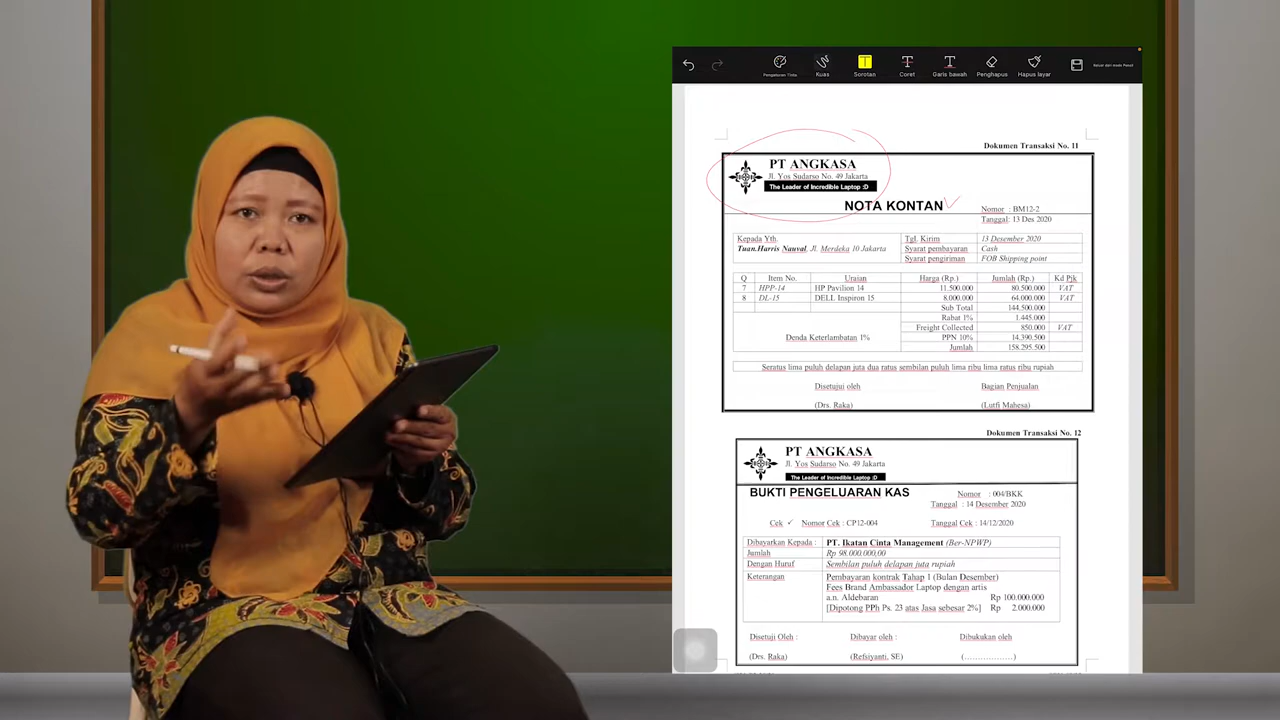 Pengaturan Tinta
Kuas
T
Sorotan
T
Coret
T
Garis bawah
Penghapus
Hapus layar
Dokumen Transaksi No. 11
PT ANGKASA
Jl. Yos Sudarso No. 49 Jakarta
The Leader of Incredible Laptop :D
NOTA KONTAN
Nomor : BM12-2
Tanggal: 13 Des 2020
Kepada Yth. Tgl. Kirim 13 Desember 2020
Tuan.Harris Nauval, Jl. Merdeka 10 Jakarta Syarat pembayaran Cash
Syarat pengiriman FOB Shipping point
Q Item No. Uraian Harga (Rp.) Jumlah (Rp.) Kd Pjk
7 HPP-14 HP Pavilion 14 11.500.000 80.500.000 VAT
8 DL-15 DELL Inspiron 15 8.000.000 64.000.000 VAT
Sub Total 144.500.000
Rabat 1% 1.445.000
Freight Collected 850.000 VAT
Denda Keterlambatan 1% PPN 10% 14.390.500
Jumlah 158.295.500
Seratus lima puluh delapan juta dua ratus sembilan puluh lima ribu lima ratus ribu rupiah
Disetujui oleh Bagian Penjualan
(Drs. Raka) (Lutfi Mahesa)
Dokumen Transaksi No. 12
PT ANGKASA
Jl. Yos Sudarso No. 49 Jakarta
The Leader of Incredible Laptop :D
BUKTI PENGELUARAN KAS
Nomor : 004/BKK
Tanggal : 14 Desember 2020
Cek ✓ Nomor Cek : CP12-004 Tanggal Cek : 14/12/2020
Dibayarkan Kepada : PT. Ikatan Cinta Management (Ber-NPWP)
Jumlah Rp 98.000.000,00
Dengan Huruf Sembilan puluh delapan juta rupiah
Keterangan Pembayaran kontrak Tahap 1 (Bulan Desember)
Fees Brand Ambassador Laptop dengan artis
a.n. Aldebaran Rp 100.000.000
[Dipotong PPh Ps. 23 atas Jasa sebesar 2%] Rp 2.000.000
Disetuji Oleh : Dibayar oleh : Dibukukan oleh
(Drs. Raka) (Refsiyanti, SE) (.................)